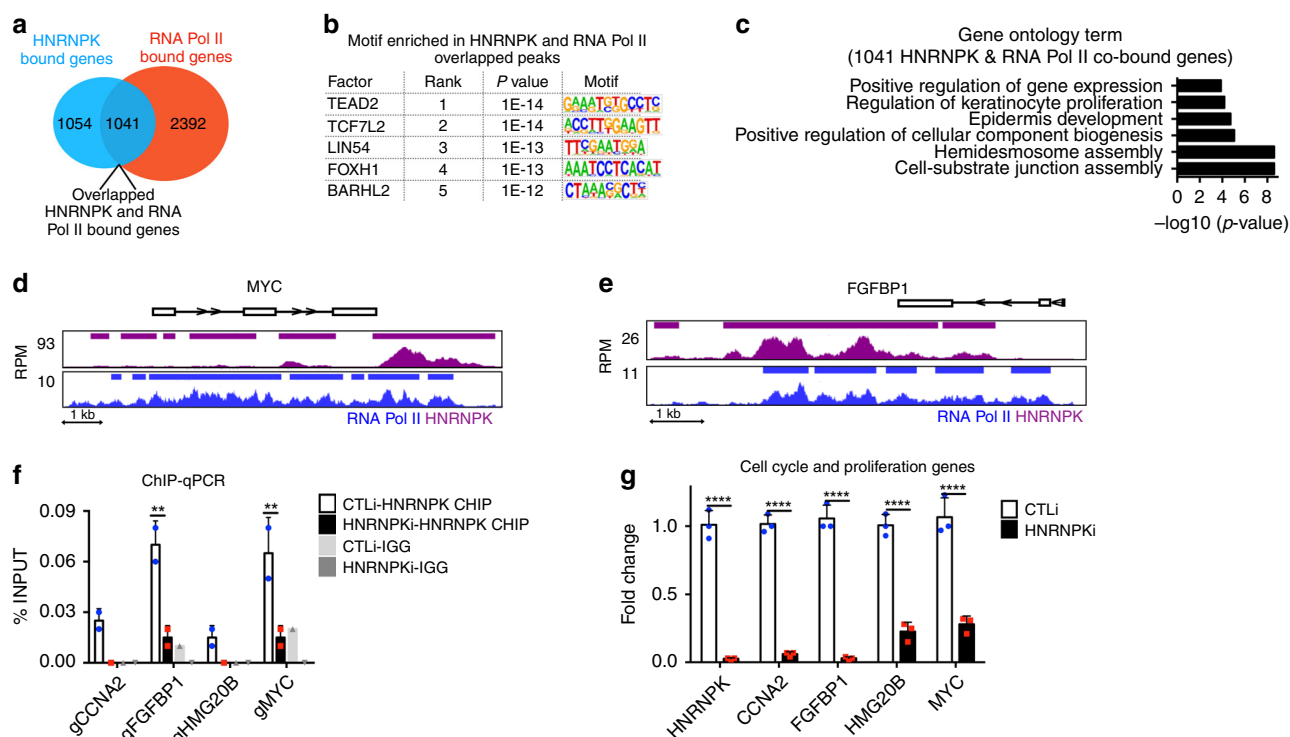 a
HNRNPK
bound genes
RNA Pol II
bound genes
1054
1041
2392
Overlapped
HNRNPK and RNA
Pol II bound genes
b
Motif enriched in HNRNPK and RNA Pol II
overlapped peaks
Factor Rank P value Motif
TEAD2 1 1E-14
TCF7L2 2 1E-14 ACCTTGGAAGTT
LIN54 3 1E-13
FOXH1 4 1E-13 AAATCCTCACAT
BARHL2 5 1E-12
c
Gene ontology term
(1041 HNRNPK & RNA Pol II co-bound genes)
Positive regulation of gene expression
Regulation of keratinocyte proliferation
Epidermis development
Positive regulation of cellular component biogenesis
Hemidesmosome assembly
Cell-substrate junction assembly
0 2 4 6 8
–log10 (p-value)
d
MYC
RPM
93
10
RNA Pol II HNRNPK
1 kb
e
FGFBP1
RPM
26
11
RNA Pol II HNRNPK
1 kb
f
ChIP-qPCR
CTLi-HNRNPK CHIP
HNRNPKi-HNRNPK CHIP
CTLi-IGG
HNRNPKi-IGG
% INPUT
0.09
0.06
0.03
0.00
**
**
gCCNA2
gFGFBP1
gHMG20B
gMYC
g
Cell cycle and proliferation genes
CTLi
HNRNPKi
Fold change
1.0
0.5
0.0
****
****
****
****
****
HNRNPK
CCNA2
FGFBP1
HMG20B
MYC